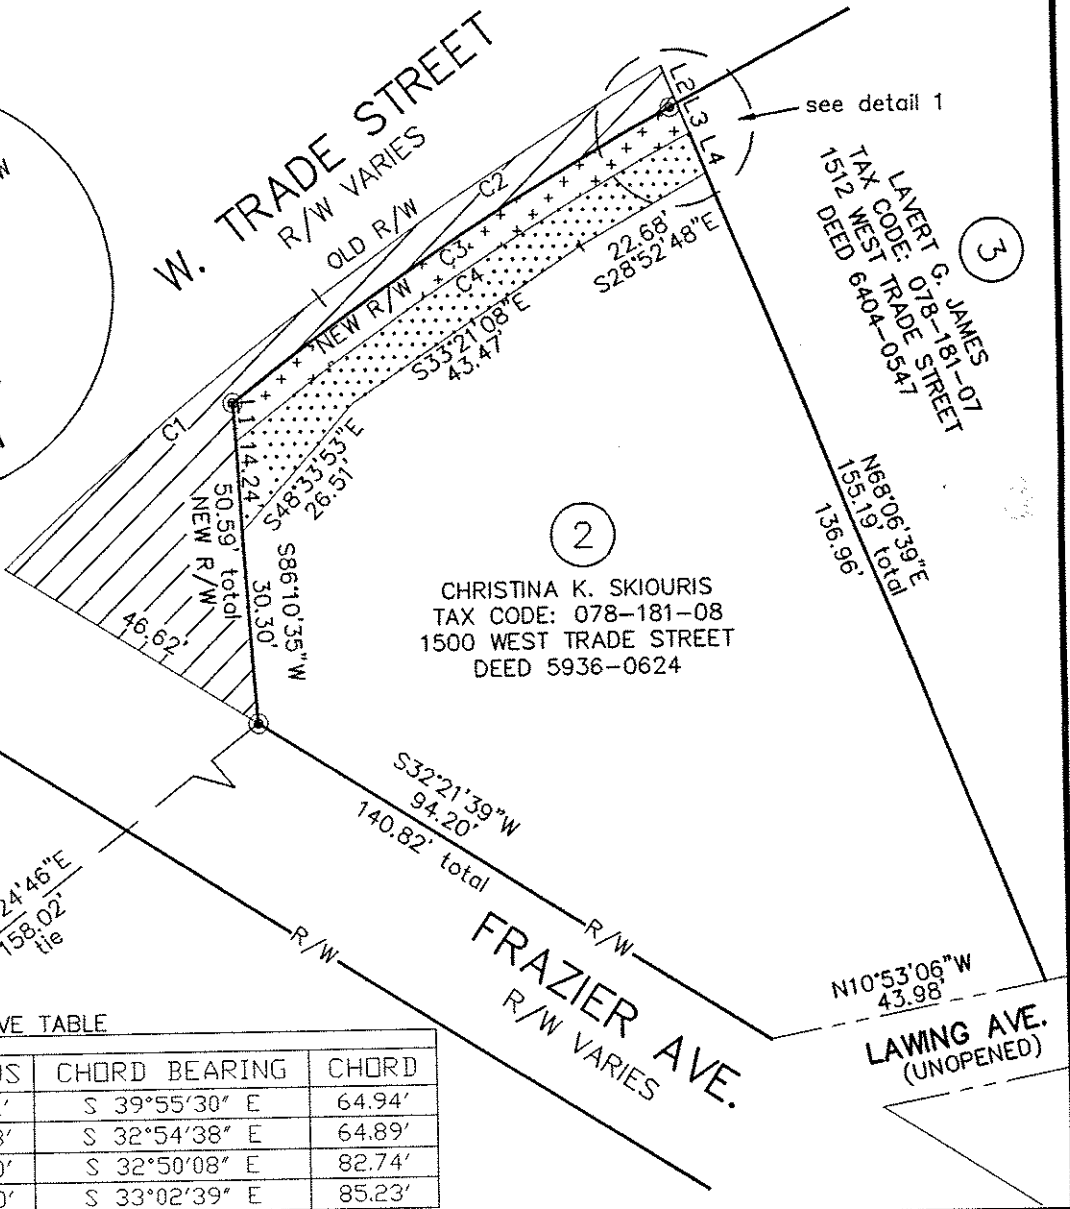 W. TRADE STREET
R/W VARIES
OLD R/W
NEW R/W
C1
C2
C3
C4
L1
L2
L3
L4
see detail 1
22.68'
S28°52'48"E
S33°21'08"E
43.47'
S48°33'53"E
26.51'
14.24'
50.59' total
NEW R/W
S86°10'35"W
30.30'
46.62'
3
LAVERT G. JAMES
TAX CODE: 078-181-07
1512 WEST TRADE STREET
DEED 6404-0547
N68°06'39"E
155.19' total
136.96'
2
CHRISTINA K. SKIOURIS
TAX CODE: 078-181-08
1500 WEST TRADE STREET
DEED 5936-0624
S32°21'39"W
94.20'
140.82' total
24'46"E
158.02'
tie
R/W
R/W
FRAZIER AVE.
R/W VARIES
N10°53'06"W
43.98'
LAWING AVE.
(UNOPENED)
VE TABLE
CHORD BEARING CHORD
S 39°55'30" E 64.94'
S 32°54'38" E 64.89'
S 32°50'08" E 82.74'
S 33°02'39" E 85.23'